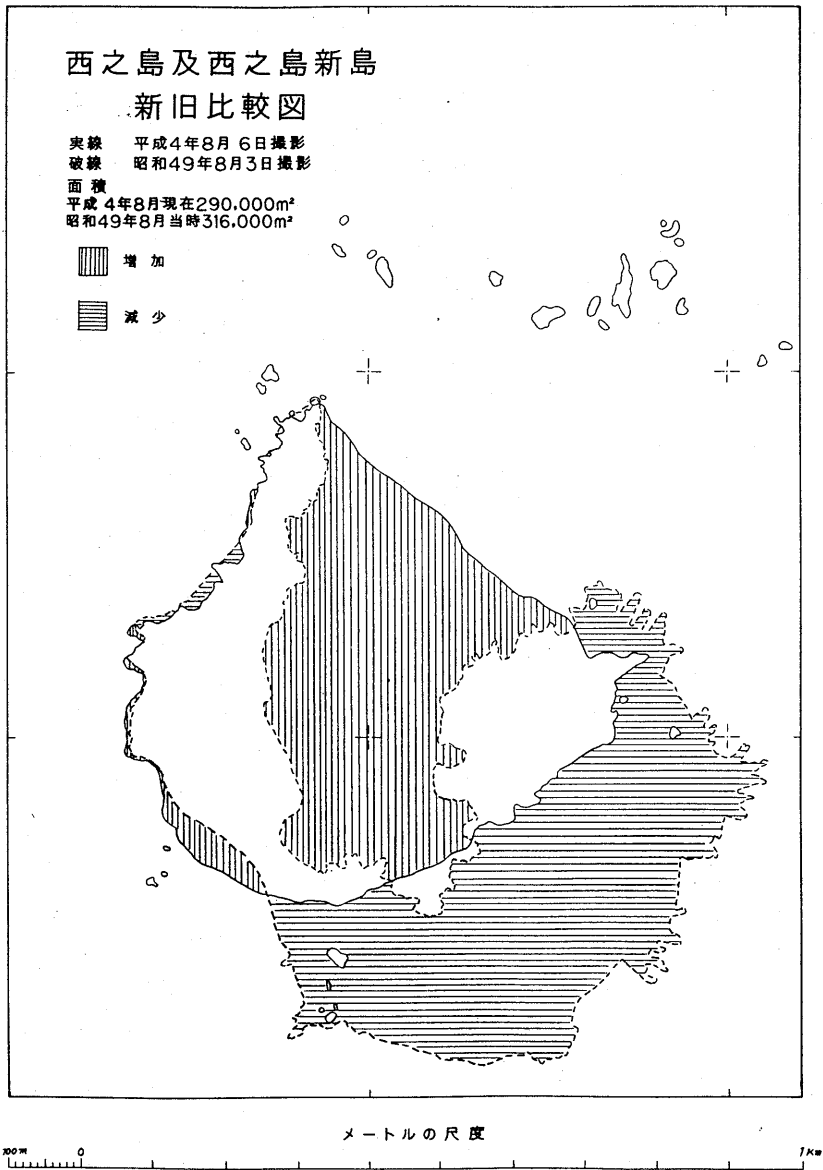 西之島及西之島新島
新旧比較図
実線 平成4年8月6日撮影
破線 昭和49年8月3日撮影
面積
平成4年8月現在290,000m²
昭和49年8月当時316,000m²
増加
減少
メートルの尺度
100m 0 1Km